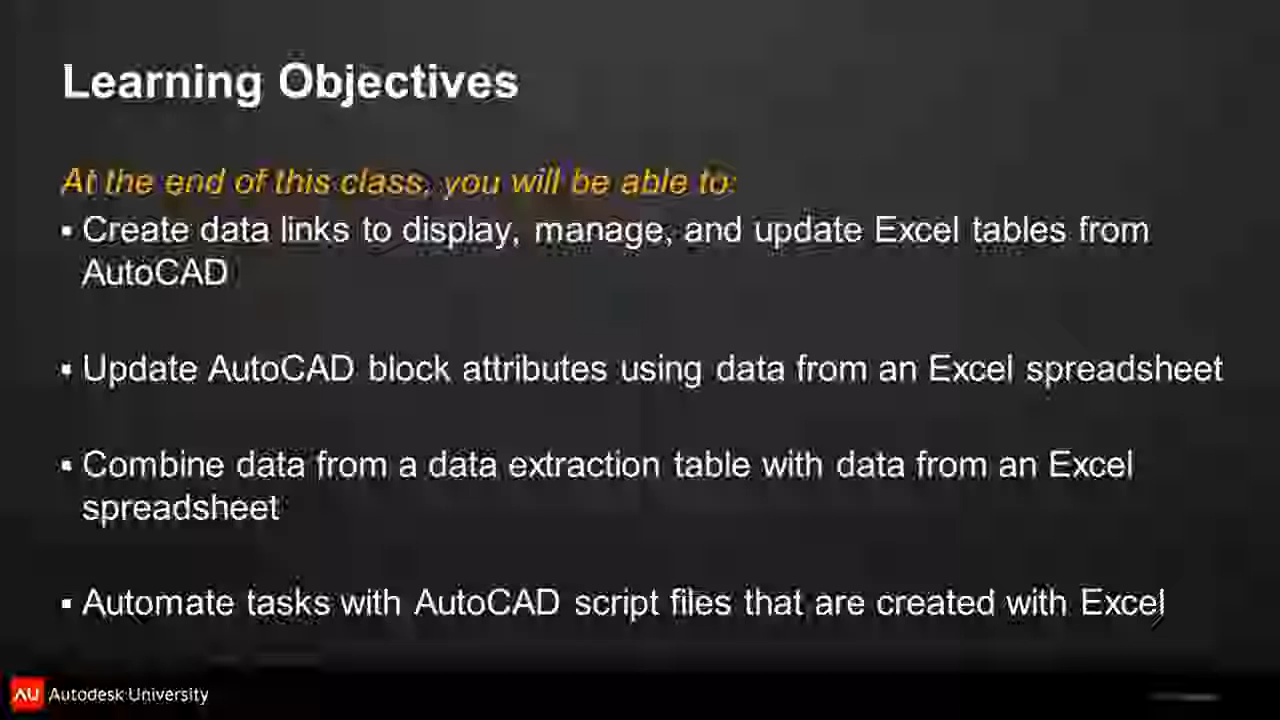 Learning Objectives
At the end of this class, you will be able to:
▪ Create data links to display, manage, and update Excel tables from
AutoCAD
▪ Update AutoCAD block attributes using data from an Excel spreadsheet
▪ Combine data from a data extraction table with data from an Excel
spreadsheet
▪ Automate tasks with AutoCAD script files that are created with Excel
AU Autodesk University